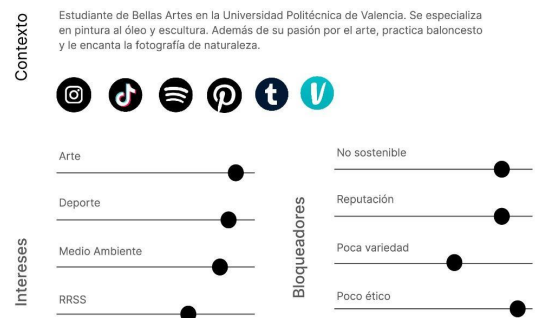 Contexto
Estudiante de Bellas Artes en la Universidad Politécnica de Valencia. Se especializa
en pintura al óleo y escultura. Además de su pasión por el arte, practica baloncesto
y le encanta la fotografía de naturaleza.
Intereses
Arte
Deporte
Medio Ambiente
RRSS
Bloqueadores
No sostenible
Reputación
Poca variedad
Poco ético